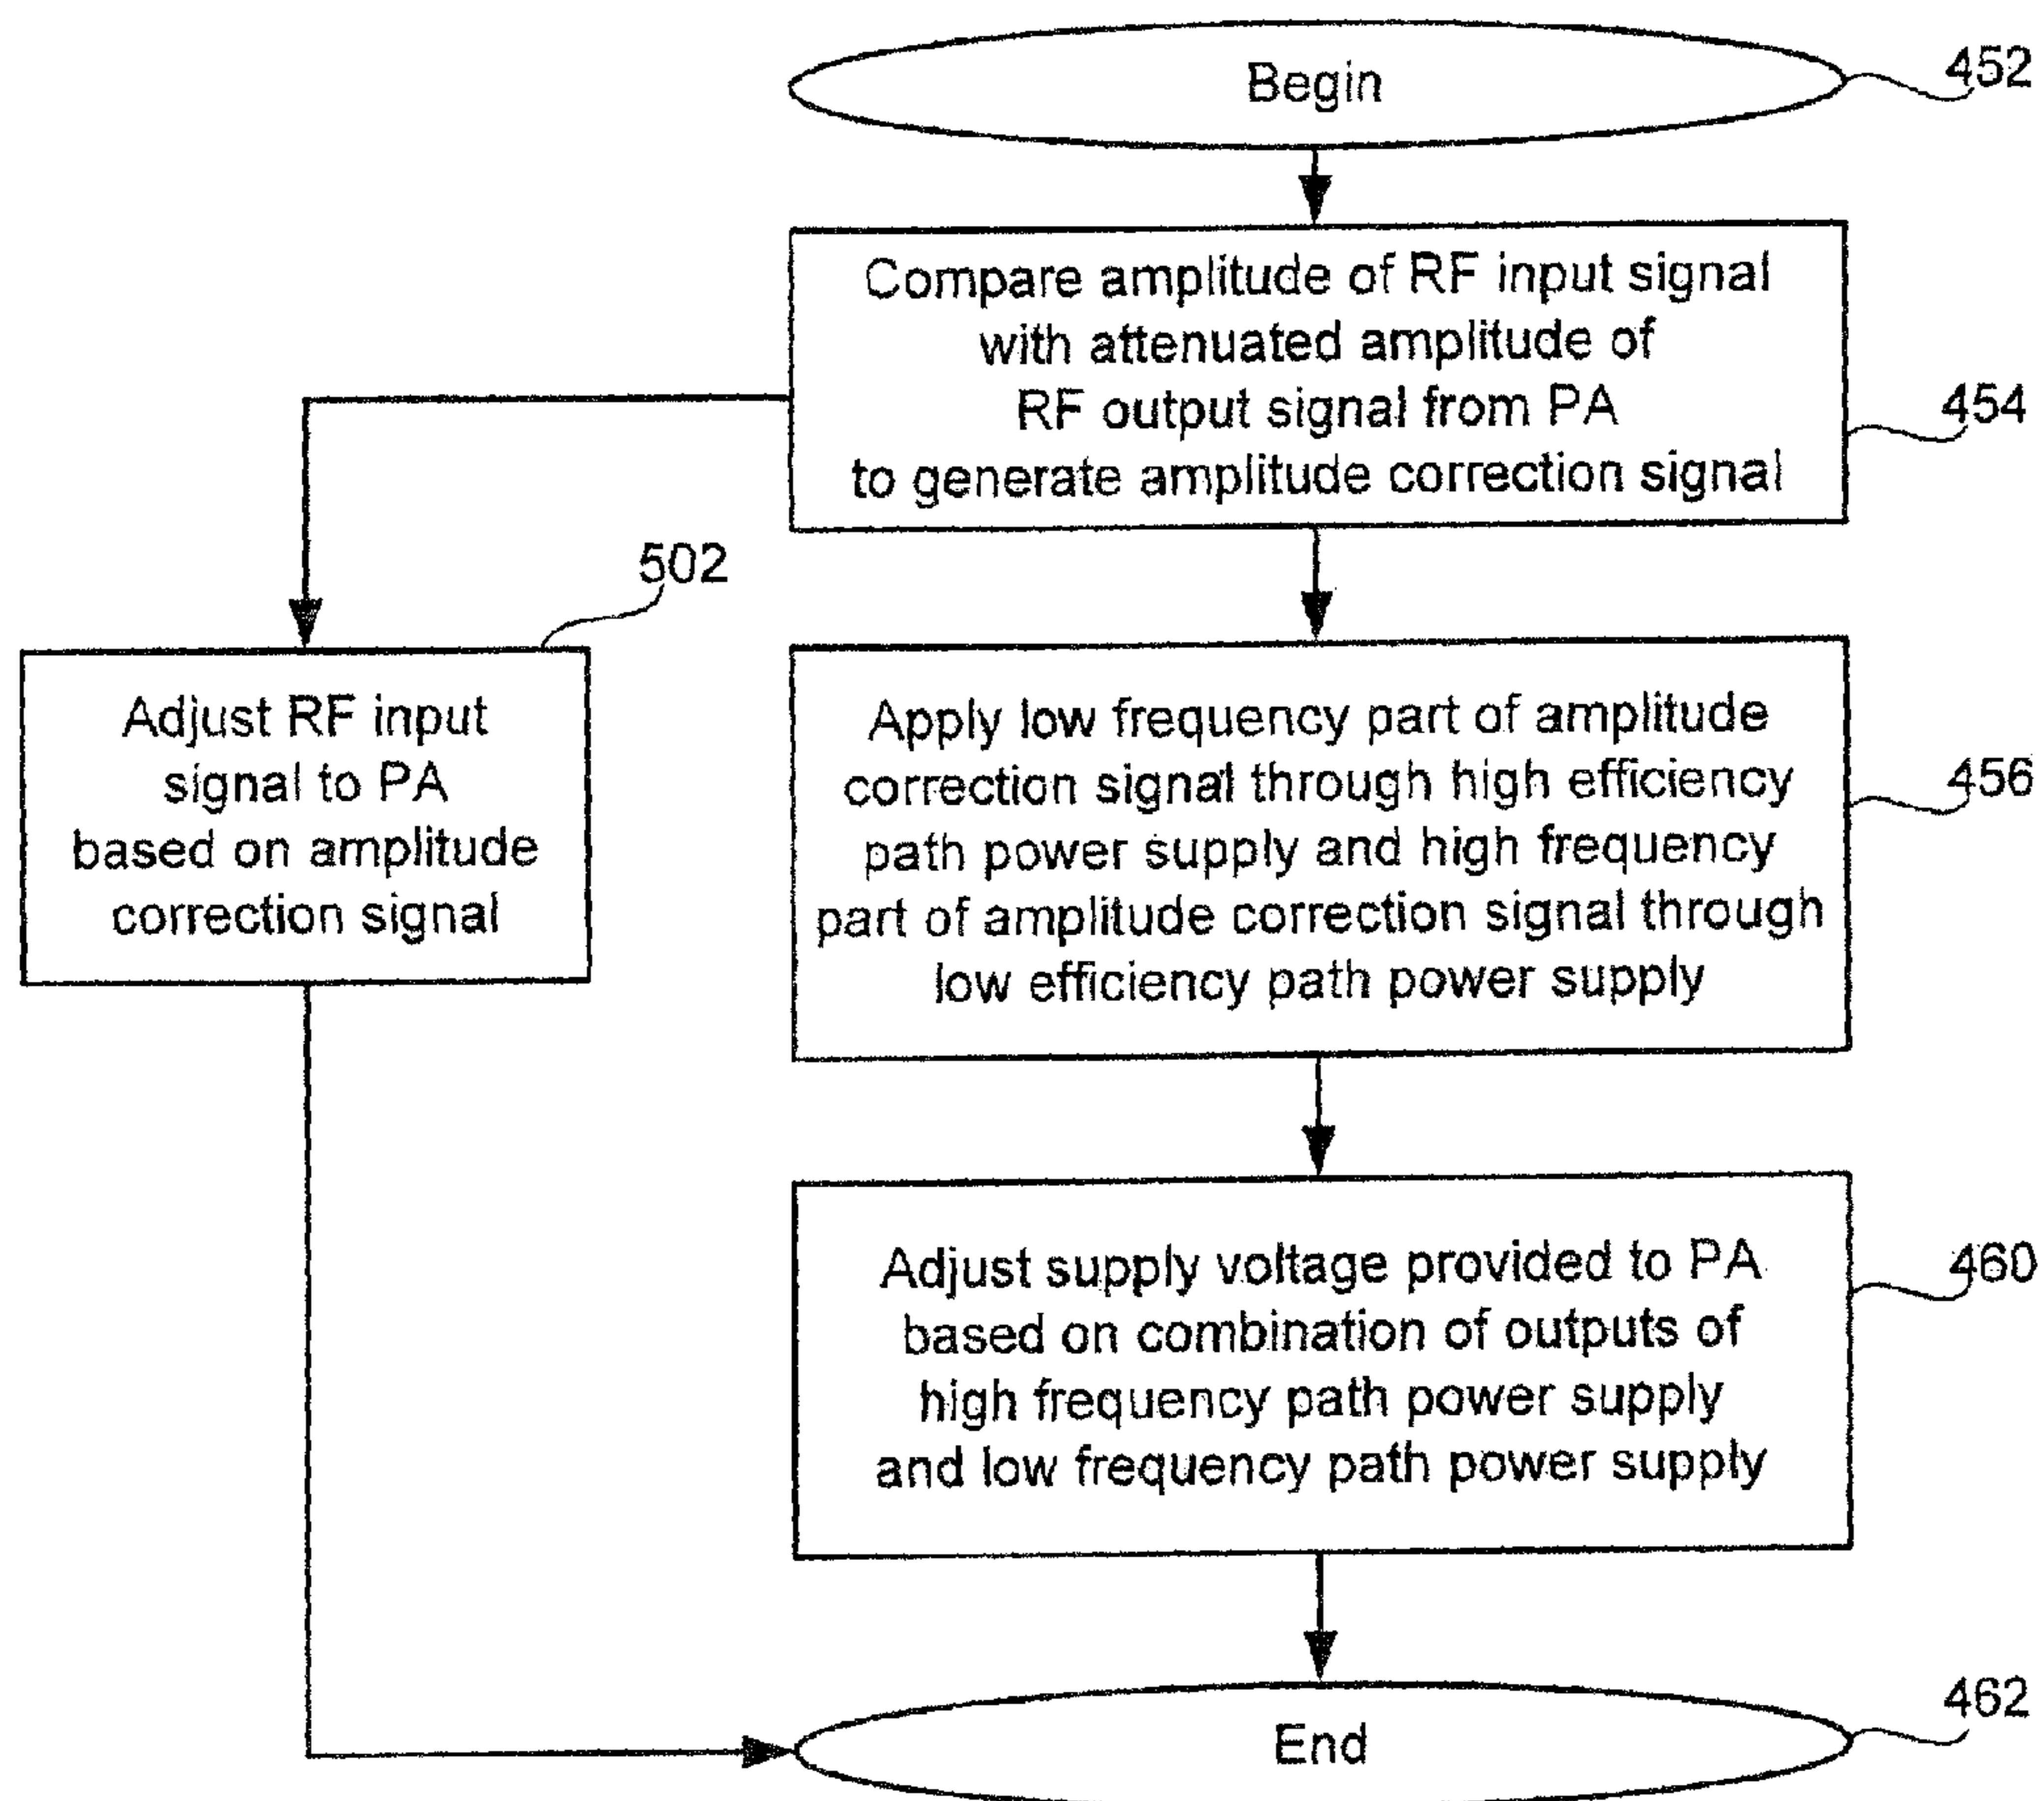 Begin
452
Compare amplitude of RF input signal
with attenuated amplitude of
RF output signal from PA
to generate amplitude correction signal
454
502
Adjust RF input
signal to PA
based on amplitude
correction signal
Apply low frequency part of amplitude
correction signal through high efficiency
path power supply and high frequency
part of amplitude correction signal through
low efficiency path power supply
456
Adjust supply voltage provided to PA
based on combination of outputs of
high frequency path power supply
and low frequency path power supply
460
End
462